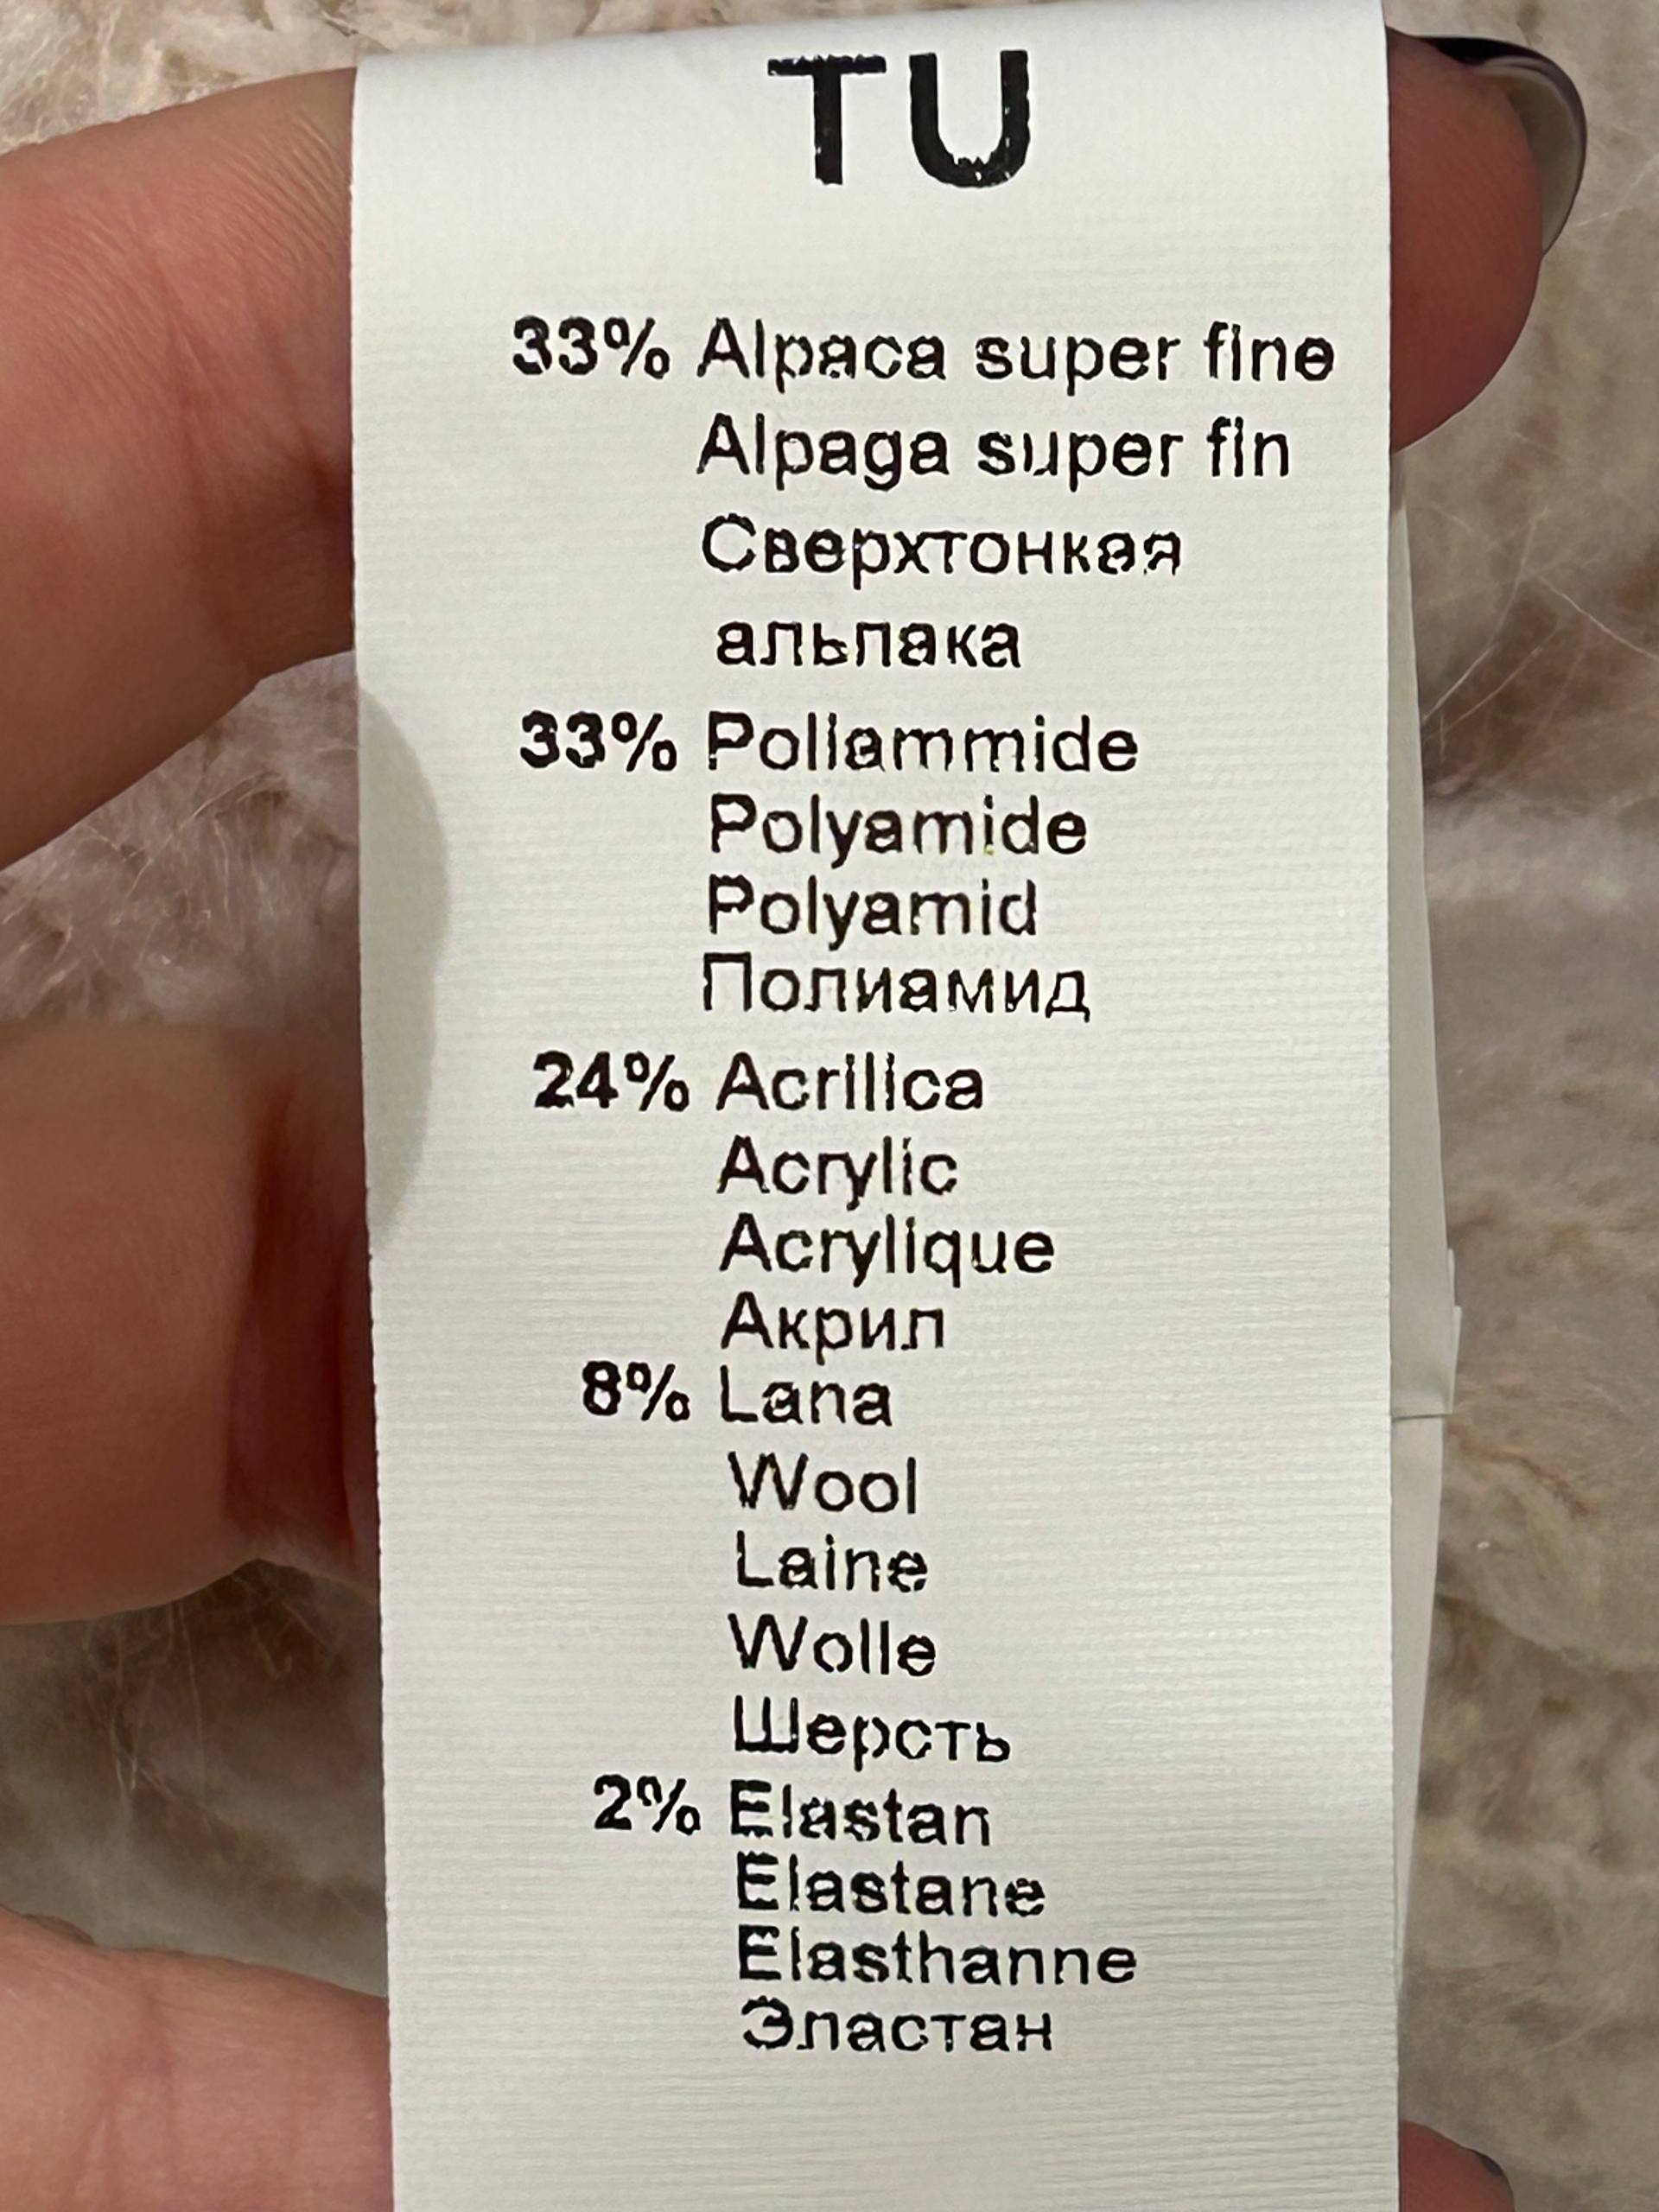 TU
33% Alpaca super fine
Alpaga super fin
Сверхтонкая
альпака
33% Poliammide
Polyamide
Polyamid
Полиамид
24% Acrilica
Acrylic
Acrylique
Акрил
8% Lana
Wool
Laine
Wolle
Шерсть
2% Elastan
Elastane
Elasthanne
Эластан